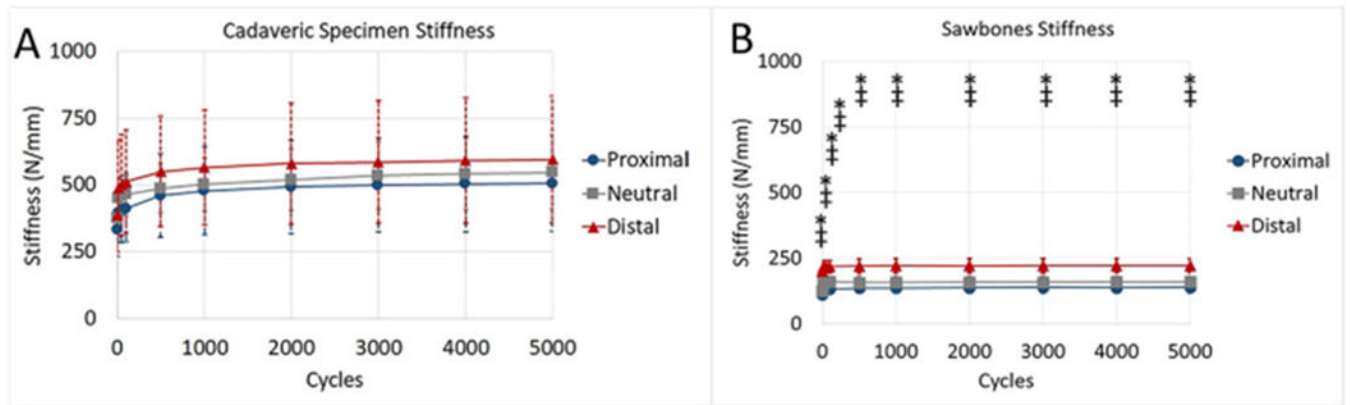 A
Cadaveric Specimen Stiffness
1000
750
500
250
0
Stiffness (N/mm)
0 1000 2000 3000 4000 5000
Cycles
Proximal
Neutral
Distal
B
Sawbones Stiffness
1000
750
500
250
0
Stiffness (N/mm)
* * * * * * * * * *
‡ ‡ ‡ ‡ ‡ ‡ ‡ ‡ ‡ ‡
0 1000 2000 3000 4000 5000
Cycles
Proximal
Neutral
Distal